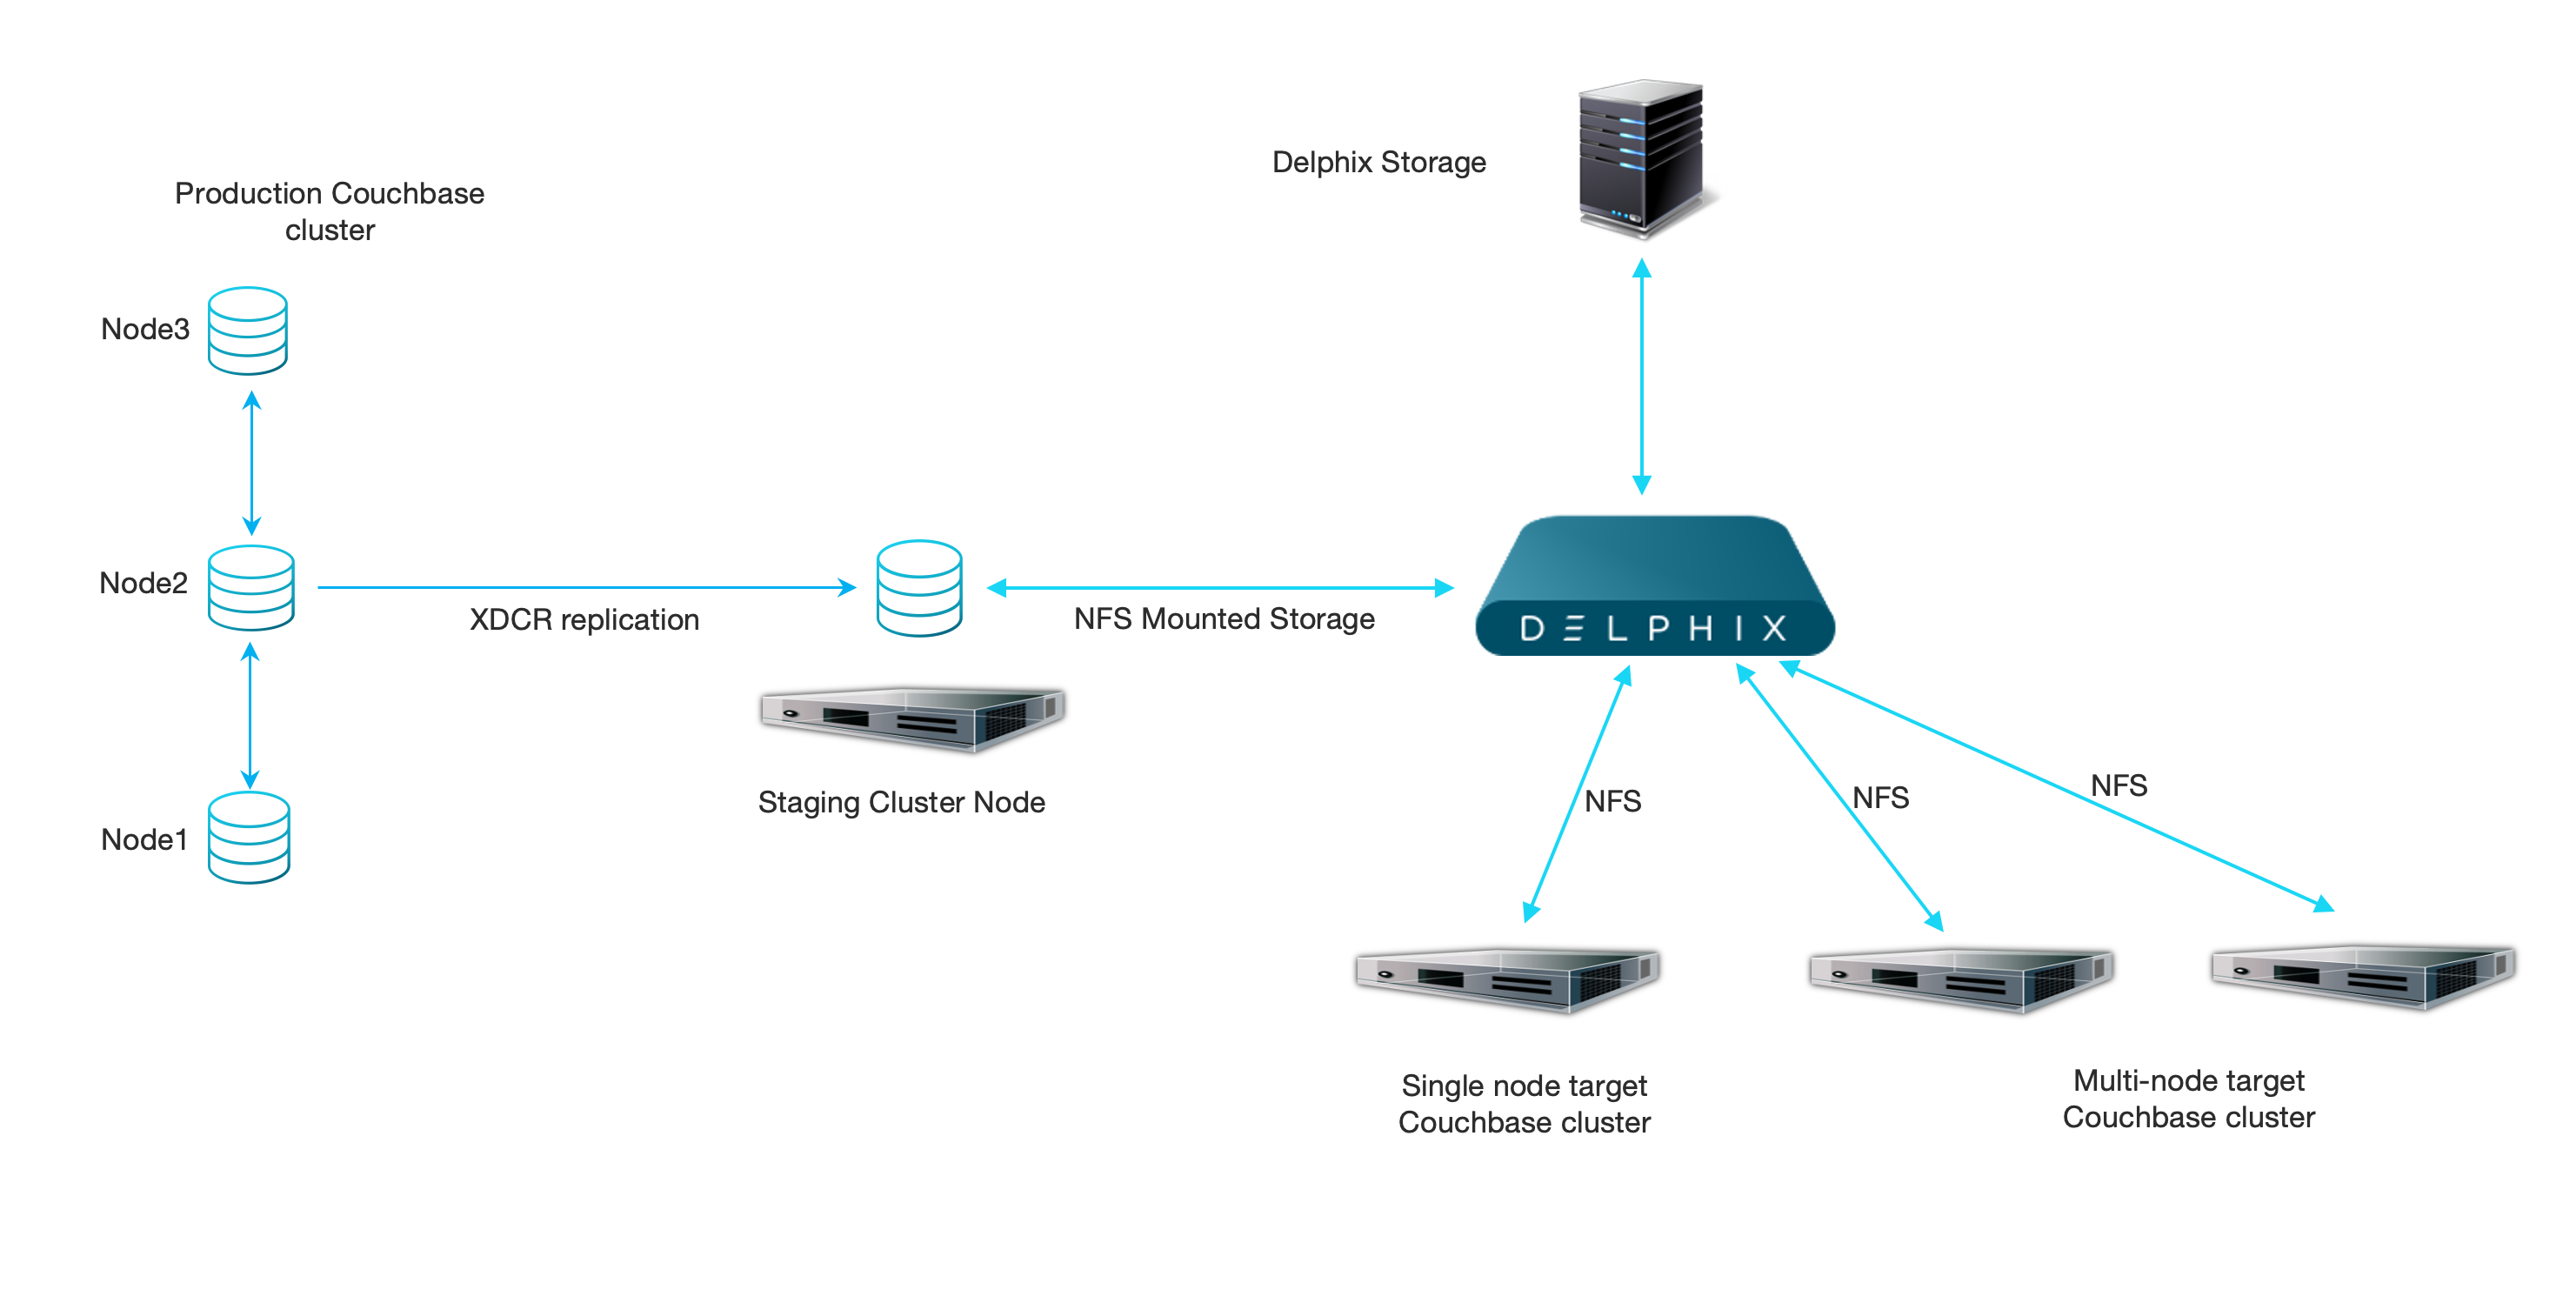 Delphix Storage
Production Couchbase
cluster
Node3
Node2
XDCR replication
NFS Mounted Storage
DELPHIX
Staging Cluster Node
NFS
NFS
NFS
Node1
Single node target
Couchbase cluster
Multi-node target
Couchbase cluster